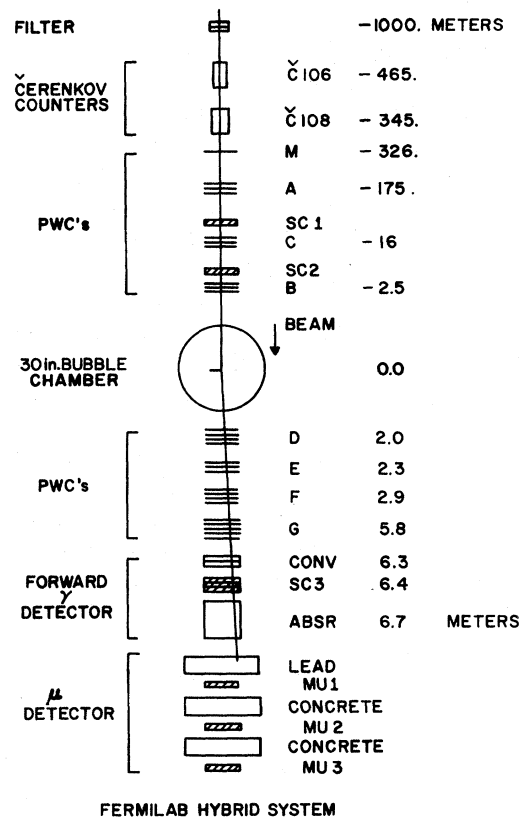 FILTER -1000. METERS
Č106 -465.
ČERENKOV
COUNTERS
Č108 -345.
M -326.
A -175.
PWC's
SC1
C -16
SC2
B -2.5
BEAM
30in.BUBBLE
CHAMBER
0.0
D 2.0
E 2.3
PWC's
F 2.9
G 5.8
CONV 6.3
FORWARD
SC3 6.4
γ
DETECTOR
ABSR 6.7 METERS
LEAD
MU1
μ
DETECTOR
CONCRETE
MU2
CONCRETE
MU3
FERMILAB HYBRID SYSTEM